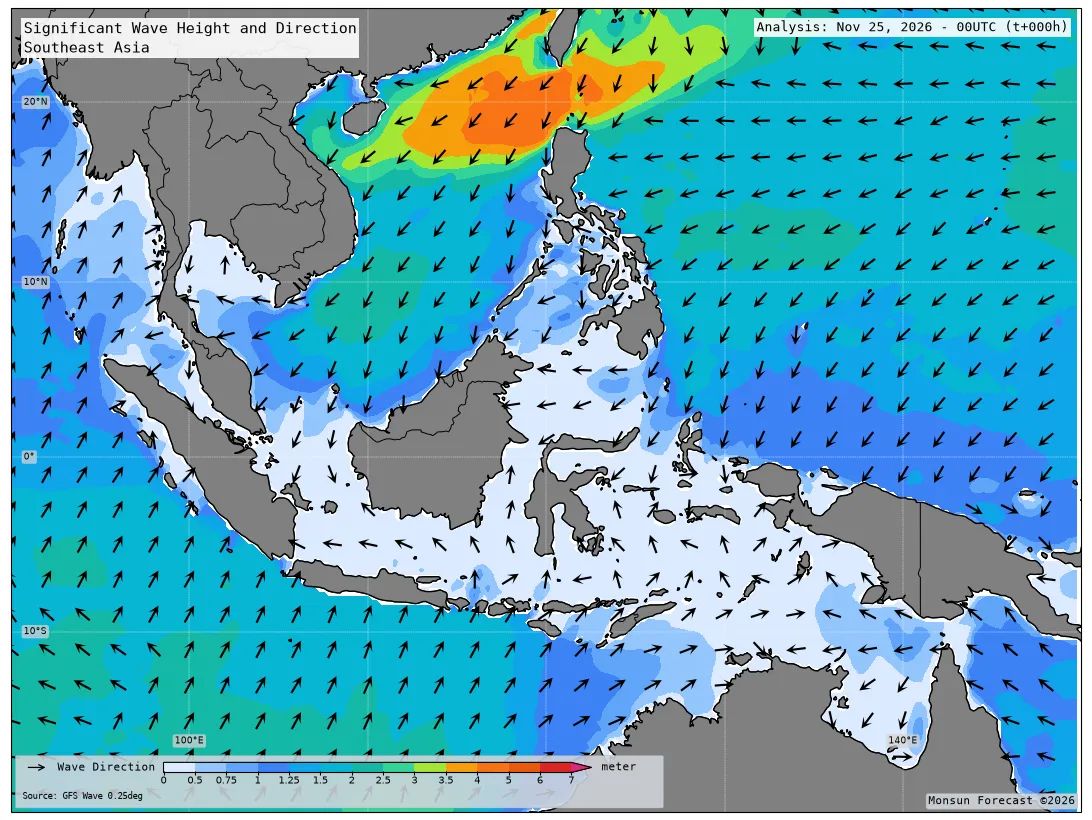 Significant Wave Height and Direction
Southeast Asia
Analysis: Nov 25, 2026 - 00UTC (t+000h)
20°N
10°N
0°
10°S
100°E
140°E
Wave Direction
0 0.5 0.75 1 1.25 1.5 2 2.5 3 3.5 4 5 6 7
meter
Source: GFS Wave 0.25deg
Monsun Forecast ©2026